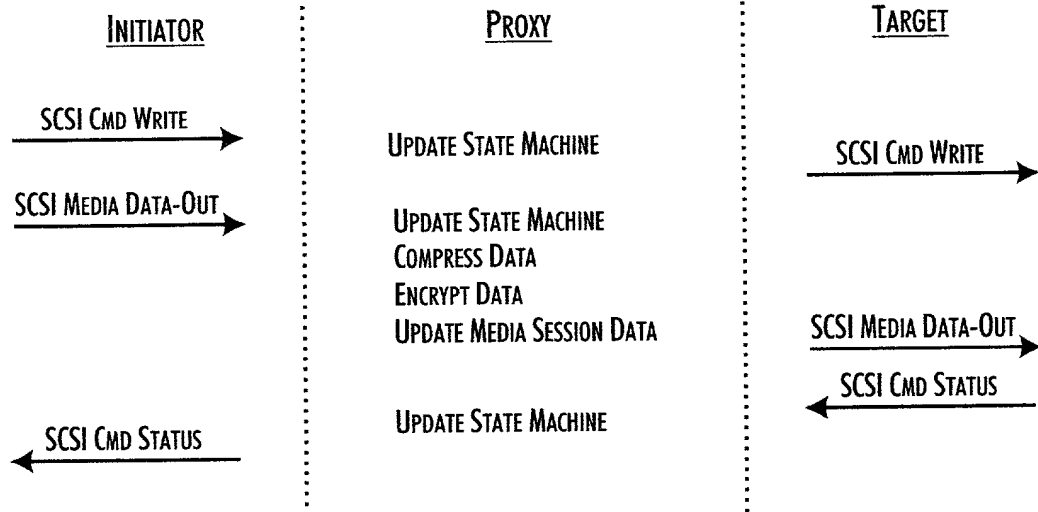 INITIATOR
PROXY
TARGET
SCSI CMD WRITE
UPDATE STATE MACHINE
SCSI CMD WRITE
SCSI MEDIA DATA-OUT
UPDATE STATE MACHINE
COMPRESS DATA
ENCRYPT DATA
UPDATE MEDIA SESSION DATA
SCSI MEDIA DATA-OUT
SCSI CMD STATUS
UPDATE STATE MACHINE
SCSI CMD STATUS